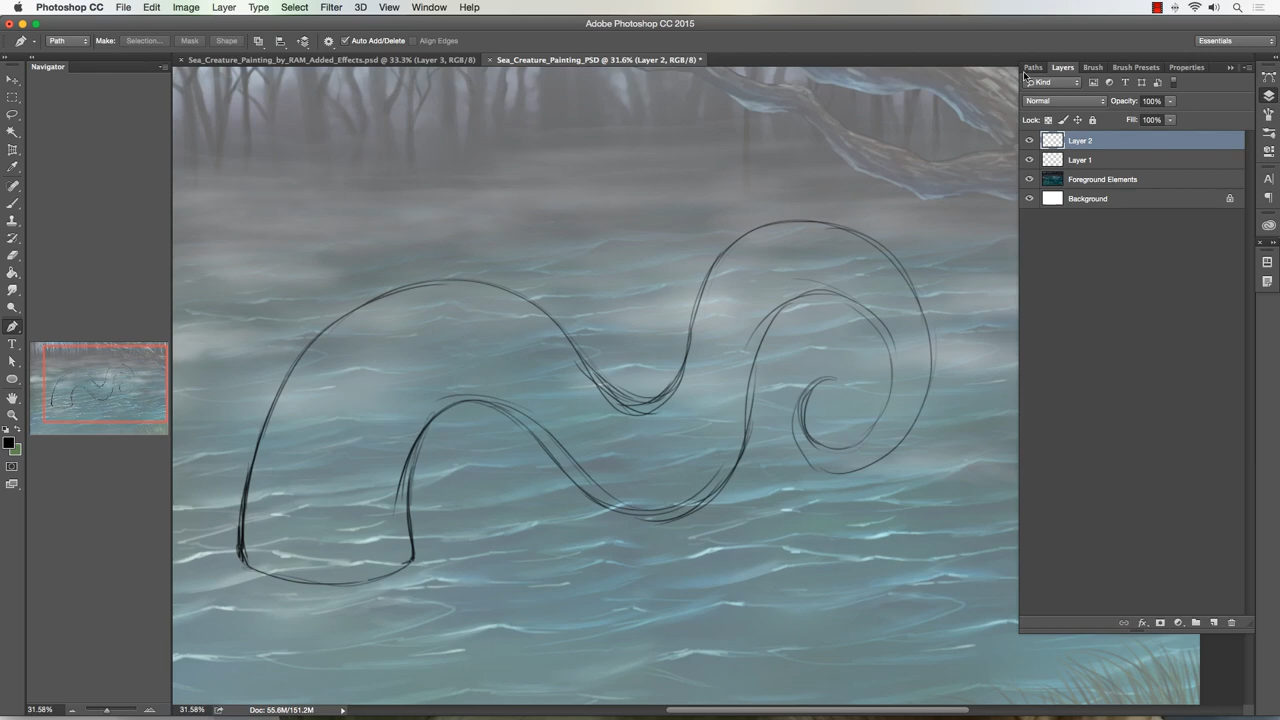 Photoshop CC File Edit Image Layer Type Select Filter 3D View Window Help
Adobe Photoshop CC 2015
Path Make: Selection... Mask Shape Auto Add/Delete Align Edges Essentials
× Sea_Creature_Painting_by_RAM_Added_Effects.psd @ 33.3% (Layer 3, RGB/8) × Sea_Creature_Painting_PSD @ 31.6% (Layer 2, RGB/8) *
Navigator
Paths Layers Brush Brush Presets Properties
Kind
Normal Opacity: 100%
Lock: Fill: 100%
Layer 2
Layer 1
Foreground Elements
Background
31.58% 31.58% Doc: 55.6M/151.2M